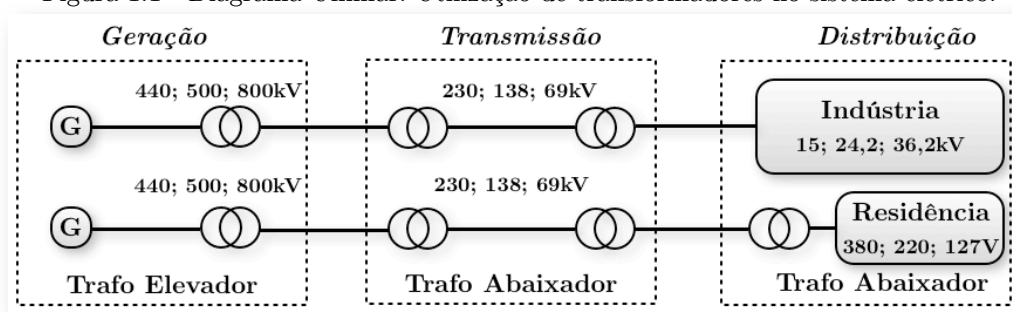 Figura 1.1 - Diagrama Unifilar: Utilização de transformadores no sistema elétrico.
Geração
Transmissão
Distribuição
440; 500; 800kV
230; 138; 69kV
G
Indústria
15; 24,2; 36,2kV
440; 500; 800kV
230; 138; 69kV
G
Residência
380; 220; 127V
Trafo Elevador
Trafo Abaixador
Trafo Abaixador